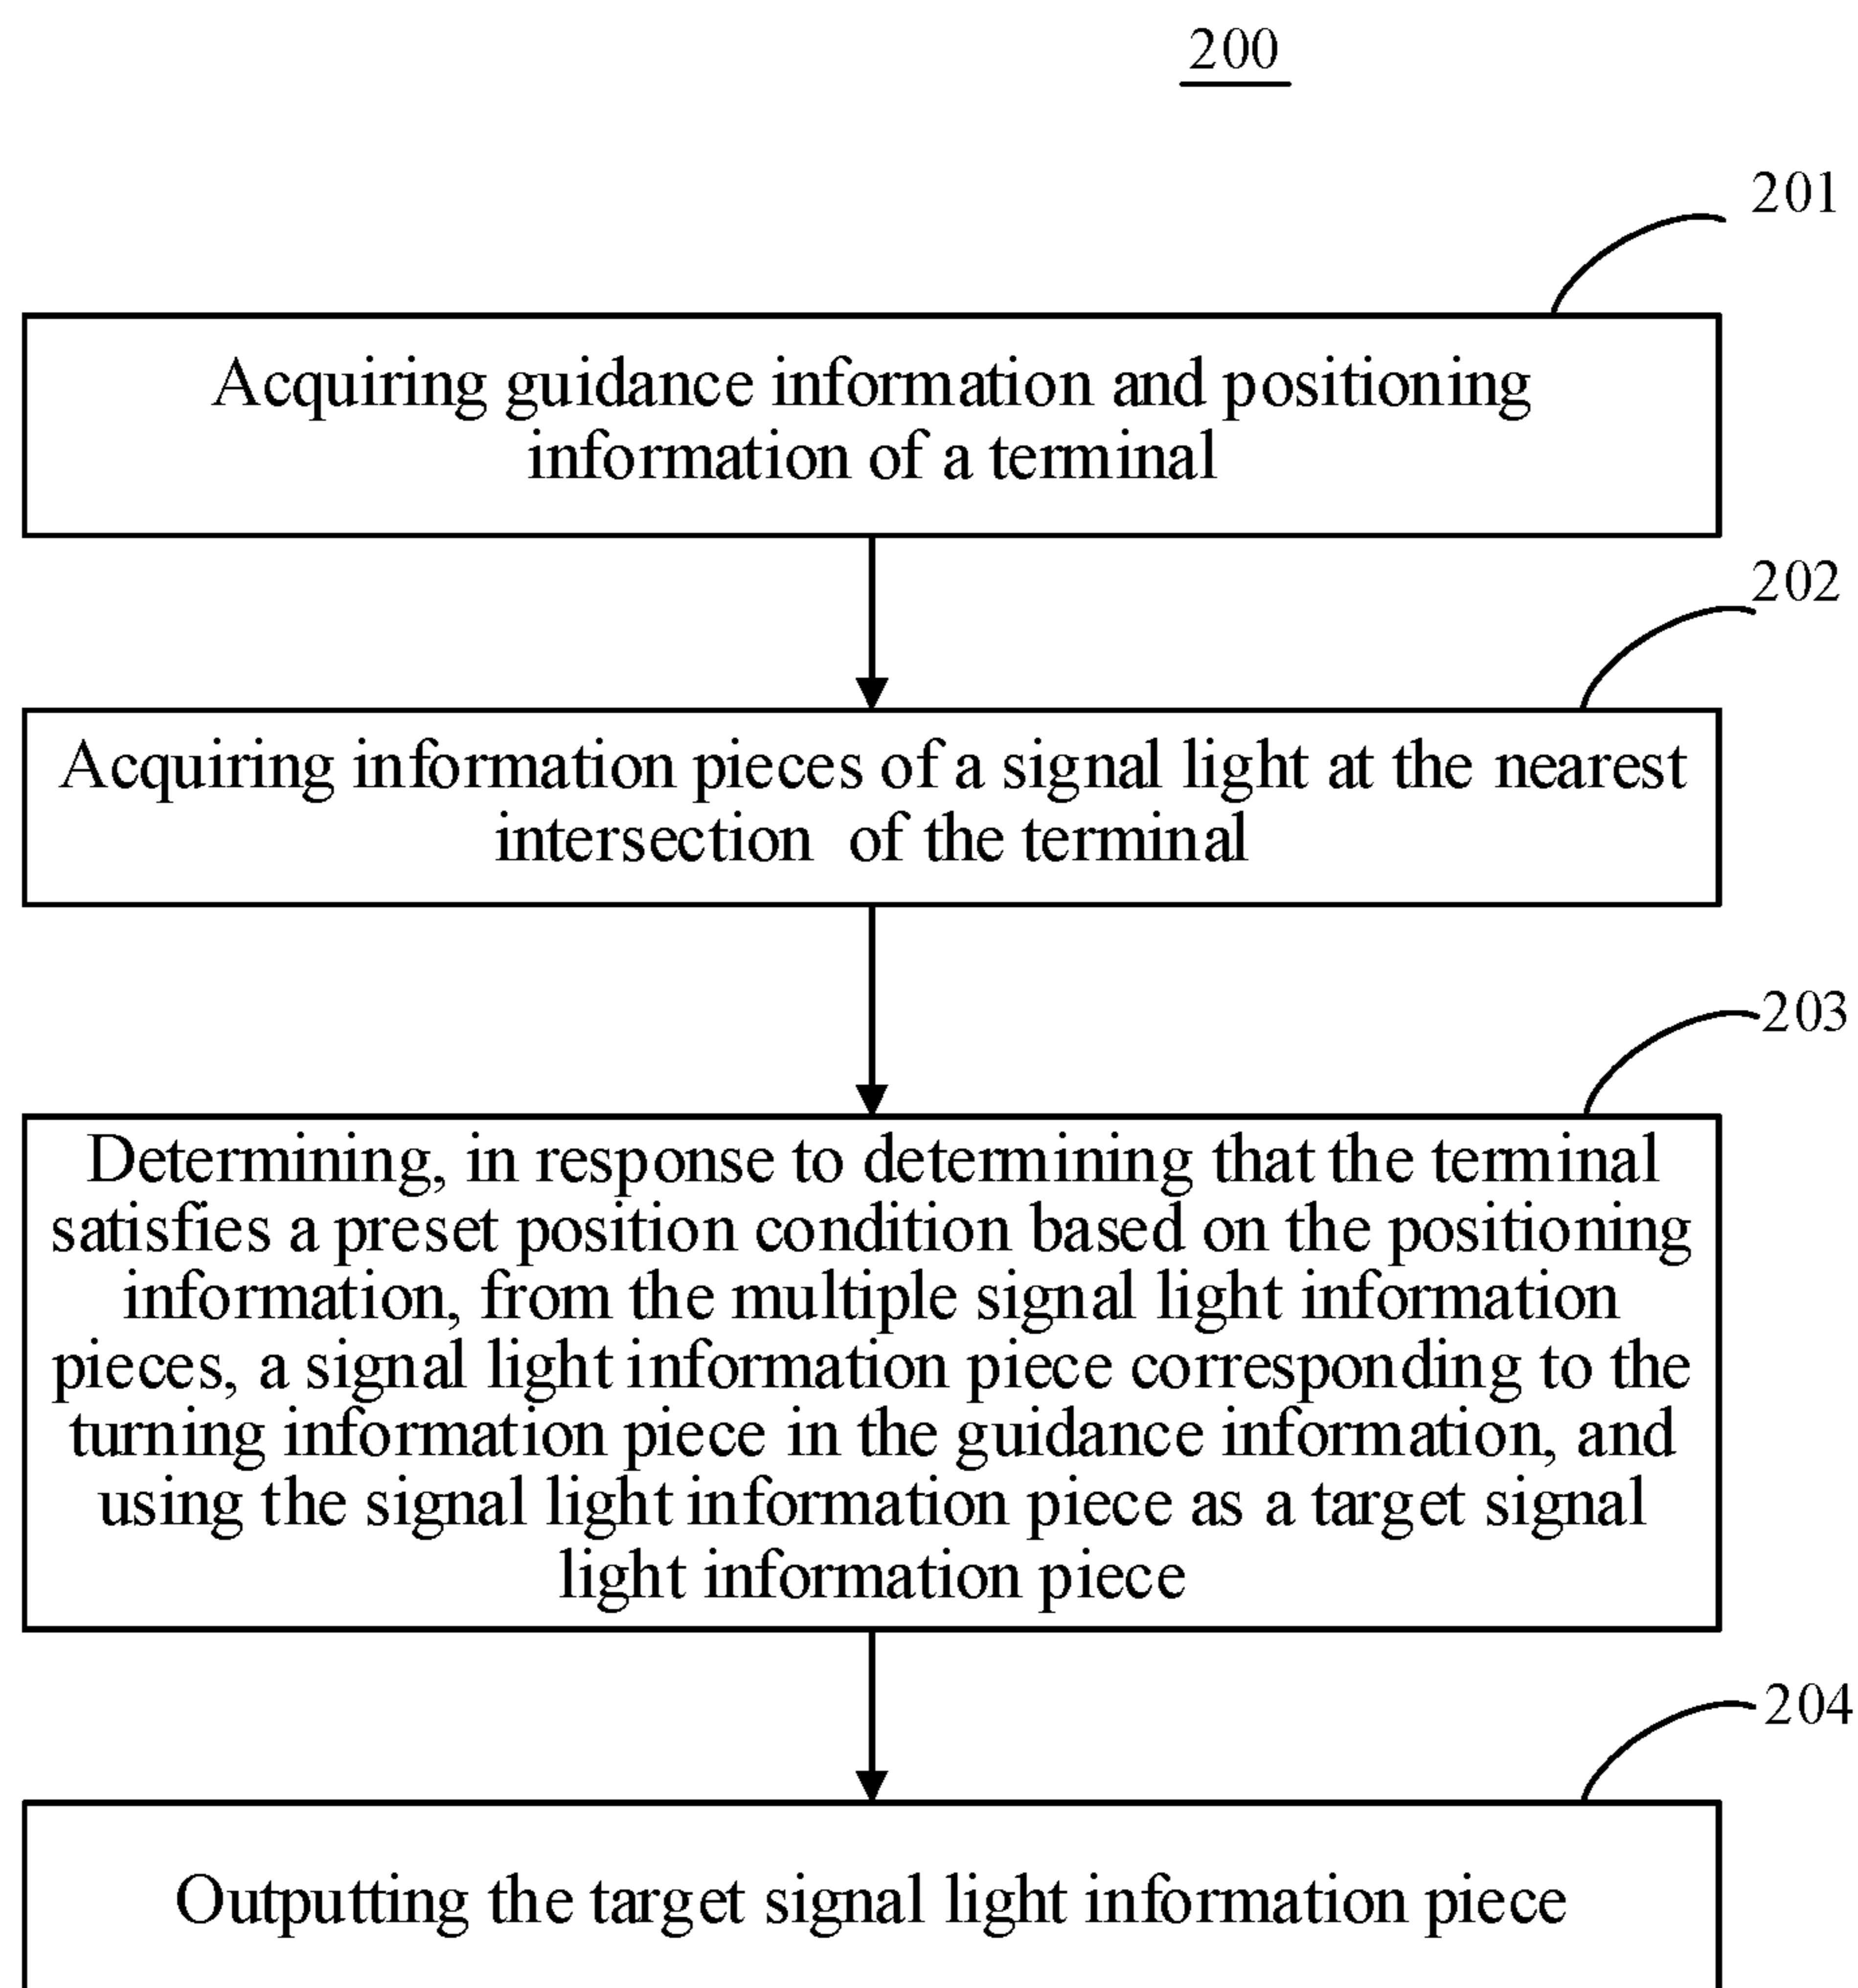 200
201
Acquiring guidance information and positioning
information of a terminal
202
Acquiring information pieces of a signal light at the nearest
intersection of the terminal
203
Determining, in response to determining that the terminal
satisfies a preset position condition based on the positioning
information, from the multiple signal light information
pieces, a signal light information piece corresponding to the
turning information piece in the guidance information, and
using the signal light information piece as a target signal
light information piece
204
Outputting the target signal light information piece